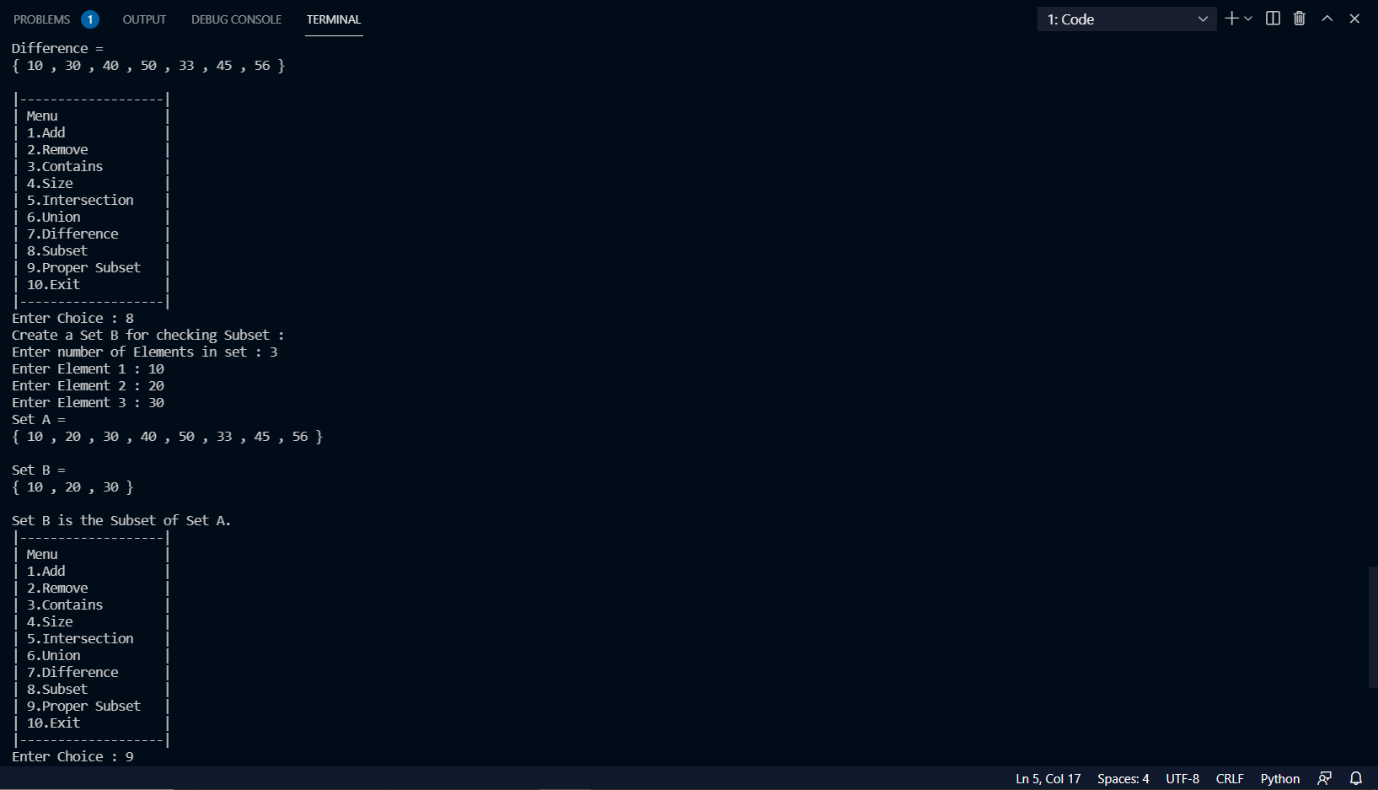 PROBLEMS 1 OUTPUT DEBUG CONSOLE TERMINAL 1: Code
Difference =
{ 10 , 30 , 40 , 50 , 33 , 45 , 56 }
|-------------------|
| Menu |
| 1.Add |
| 2.Remove |
| 3.Contains |
| 4.Size |
| 5.Intersection |
| 6.Union |
| 7.Difference |
| 8.Subset |
| 9.Proper Subset |
| 10.Exit |
|-------------------|
Enter Choice : 8
Create a Set B for checking Subset :
Enter number of Elements in set : 3
Enter Element 1 : 10
Enter Element 2 : 20
Enter Element 3 : 30
Set A =
{ 10 , 20 , 30 , 40 , 50 , 33 , 45 , 56 }
Set B =
{ 10 , 20 , 30 }
Set B is the Subset of Set A.
|-------------------|
| Menu |
| 1.Add |
| 2.Remove |
| 3.Contains |
| 4.Size |
| 5.Intersection |
| 6.Union |
| 7.Difference |
| 8.Subset |
| 9.Proper Subset |
| 10.Exit |
|-------------------|
Enter Choice : 9
Ln 5, Col 17 Spaces: 4 UTF-8 CRLF Python